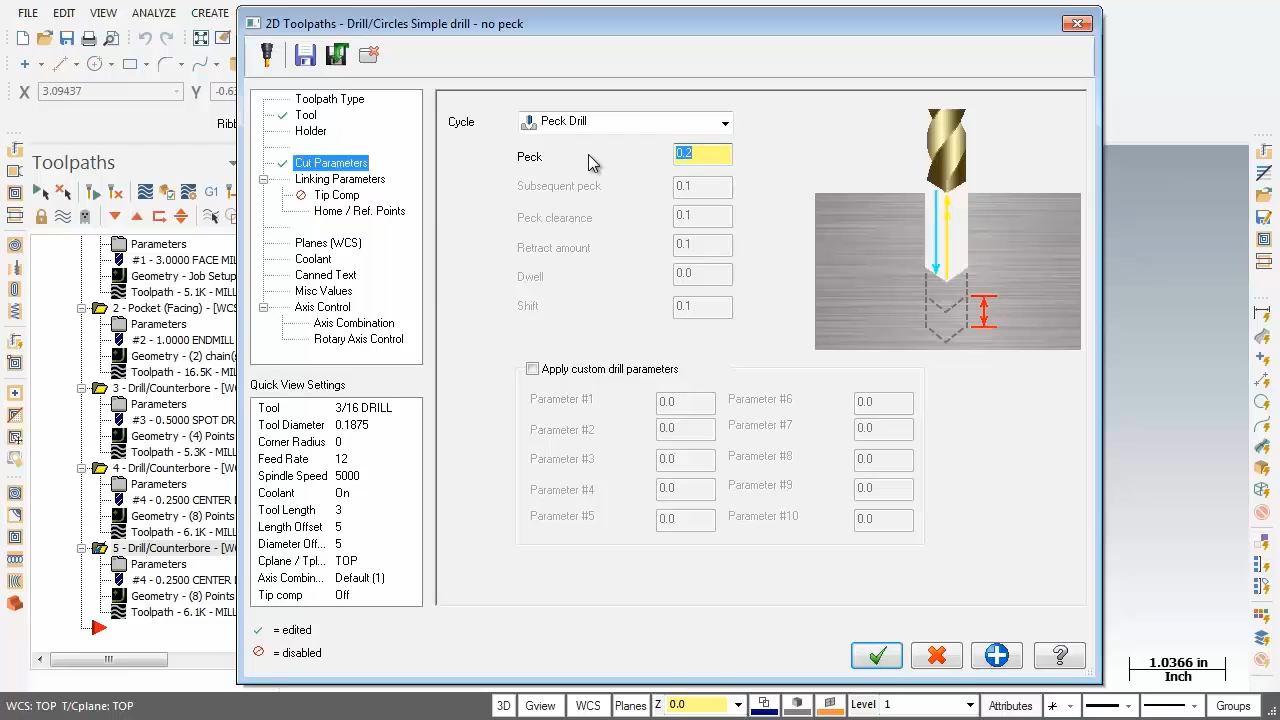 FILE EDIT VIEW ANALYZE CREATE
2D Toolpaths - Drill/Circles Simple drill - no peck
X 3.09437 Y -0.6
Toolpaths
G1
Parameters
#1 - 3.0000 FACE MI
Geometry - Job Setup
Toolpath - 5.1K - MILL
2 - Pocket (Facing) - [WC
Parameters
#2 - 1.0000 ENDMILL
Geometry - (2) chain(s
Toolpath - 16.5K - MILL
3 - Drill/Counterbore - [W
Parameters
#3 - 0.5000 SPOT DR
Geometry - (4) Points
Toolpath - 5.3K - MILL
4 - Drill/Counterbore - [W
Parameters
#4 - 0.2500 CENTER
Geometry - (8) Points
Toolpath - 6.1K - MILL
5 - Drill/Counterbore - [W
Parameters
#4 - 0.2500 CENTER
Geometry - (8) Points
Toolpath - 6.1K - MILL
Toolpath Type
Tool
Holder
Cut Parameters
Linking Parameters
Tip Comp
Home / Ref. Points
Planes (WCS)
Coolant
Canned Text
Misc Values
Axis Control
Axis Combination
Rotary Axis Control
Quick View Settings
Tool 3/16 DRILL
Tool Diameter 0.1875
Corner Radius 0
Feed Rate 12
Spindle Speed 5000
Coolant On
Tool Length 3
Length Offset 5
Diameter Off... 5
Cplane / Tpl... TOP
Axis Combin... Default (1)
Tip comp Off
= edited
= disabled
Cycle Peck Drill
Peck 0.2
Subsequent peck 0.1
Peck clearance 0.1
Retract amount 0.1
Dwell 0.0
Shift 0.1
Apply custom drill parameters
Parameter #1 0.0 Parameter #6 0.0
Parameter #2 0.0 Parameter #7 0.0
Parameter #3 0.0 Parameter #8 0.0
Parameter #4 0.0 Parameter #9 0.0
Parameter #5 0.0 Parameter #10 0.0
1.0366 in
Inch
WCS: TOP T/Cplane: TOP 3D Gview WCS Planes Z 0.0 Level 1 Attributes Groups